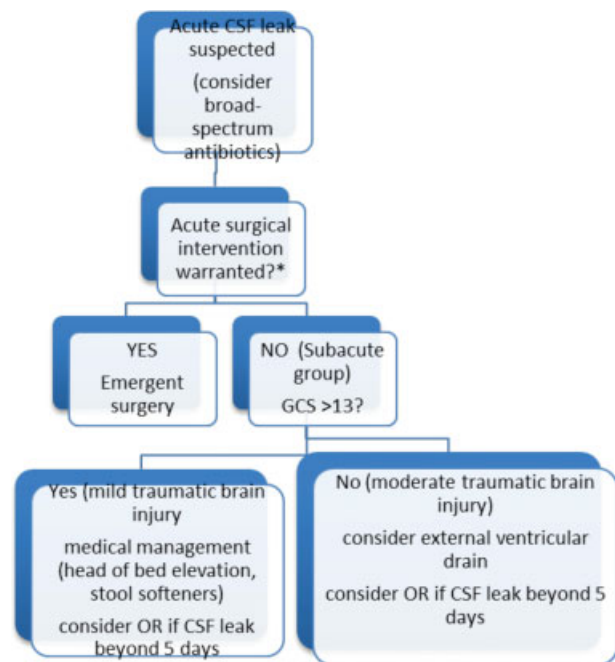 Acute CSF leak
suspected
(consider
broad-
spectrum
antibiotics)
Acute surgical
intervention
warranted?*
YES
Emergent
surgery
NO (Subacute
group)
GCS >13?
Yes (mild traumatic brain
injury
medical management
(head of bed elevation,
stool softeners)
consider OR if CSF leak
beyond 5 days
No (moderate traumatic brain
injury)
consider external ventricular
drain
consider OR if CSF leak beyond 5
days